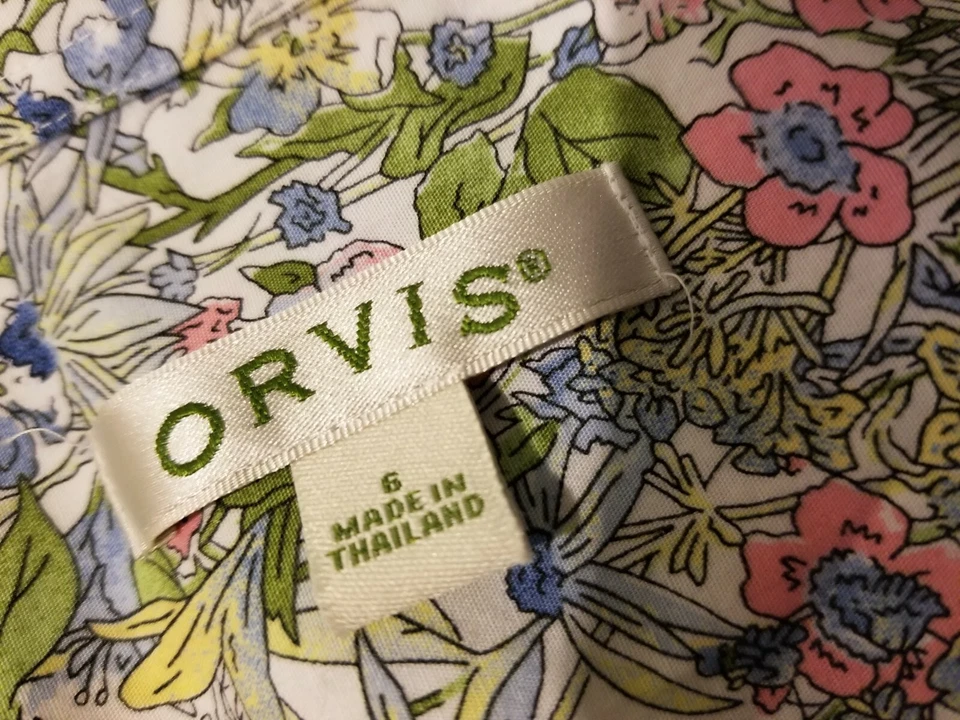 ORVIS®
6
MADE IN
THAILAND